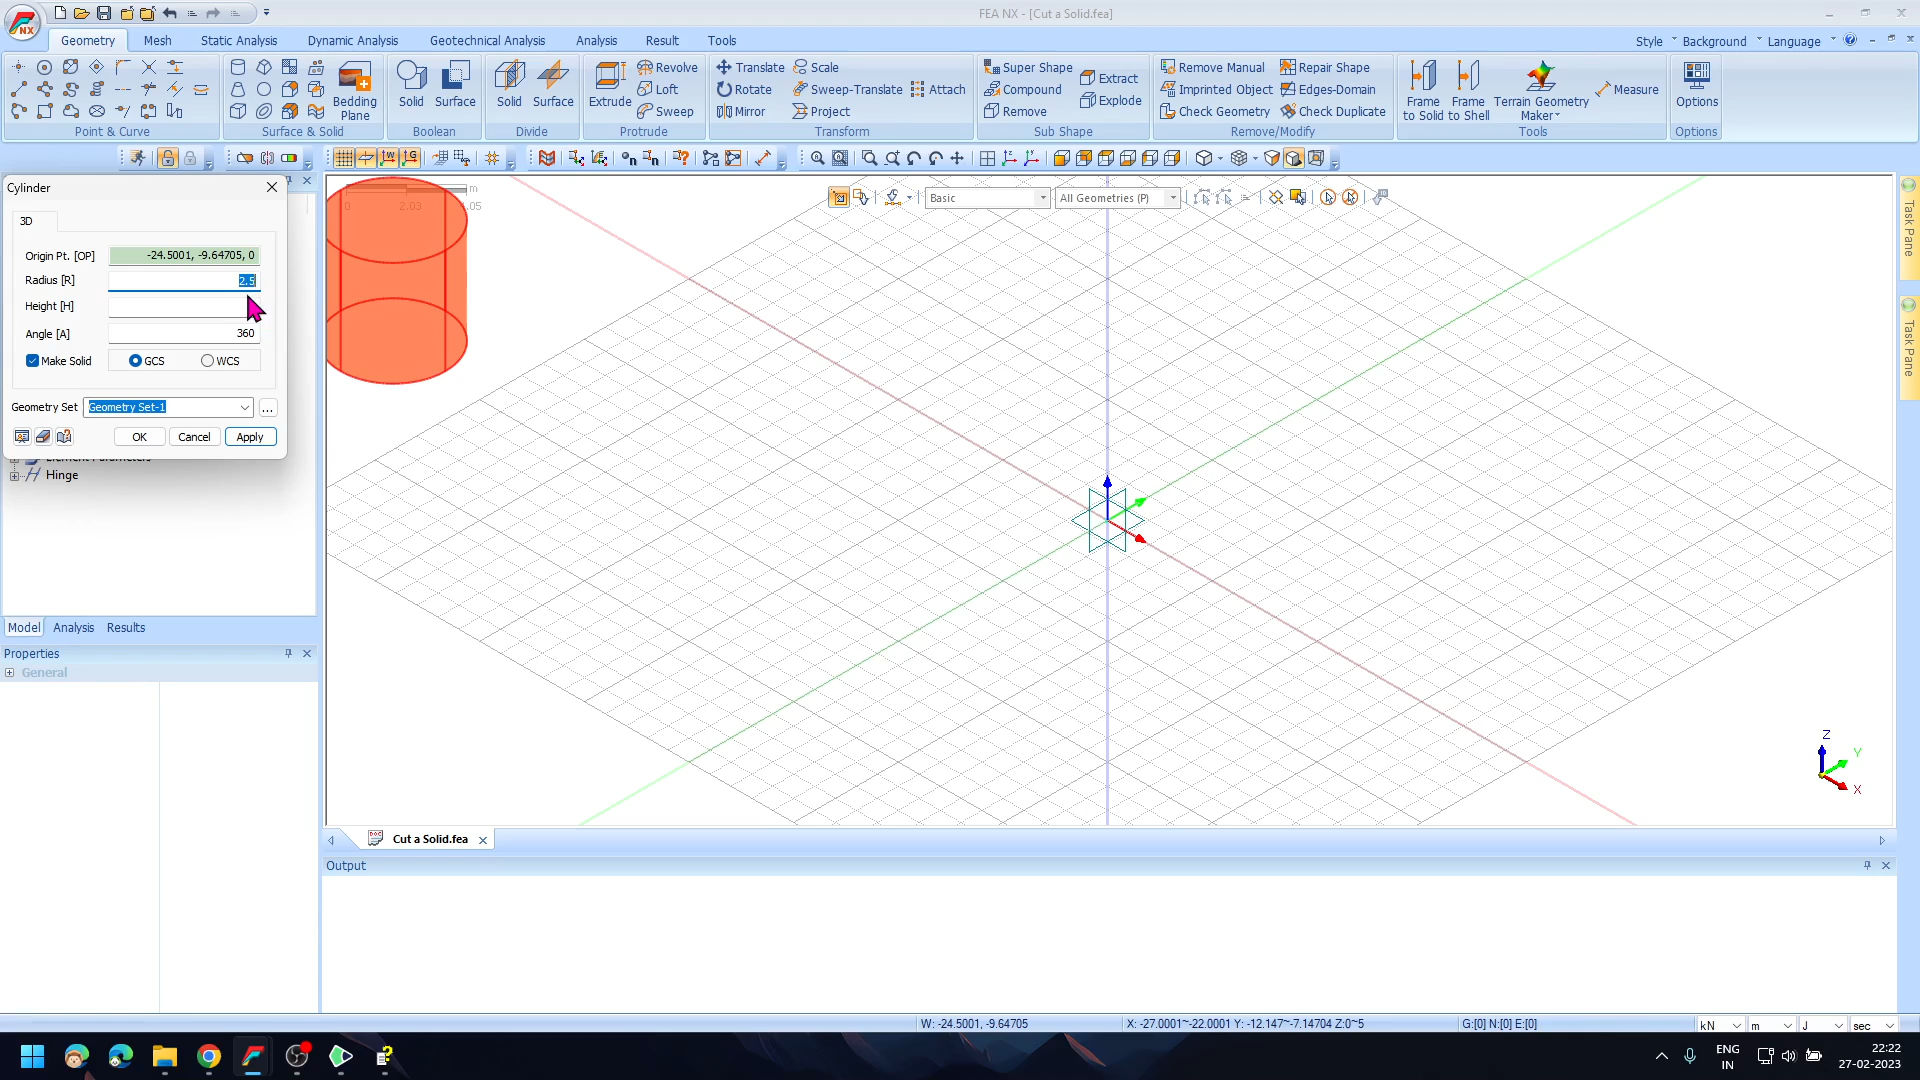 FEA NX - [Cut a Solid.fea]
Geometry Mesh Static Analysis Dynamic Analysis Geotechnical Analysis Analysis Result Tools
Style Background Language
Revolve Translate Scale Super Shape Extract Remove Manual Repair Shape
Loft Rotate Sweep-Translate Attach Compound Imprinted Object Edges-Domain Measure
Bedding Plane Solid Surface Solid Surface Extrude Sweep Mirror Project Remove Explode Check Geometry Check Duplicate Frame to Solid Frame to Shell Terrain Geometry Maker Options
Point & Curve Surface & Solid Boolean Divide Protrude Transform Sub Shape Remove/Modify Tools Options
Cylinder
3D
Origin Pt. [OP] -24.5001, -9.64705, 0
Radius [R] 2.5
Height [H]
Angle [A] 360
Make Solid GCS WCS
Geometry Set Geometry Set-1 ...
OK Cancel Apply
Hinge
m
0 2.03
Basic All Geometries (P)
Task Pane
Task Pane
Z
Y
X
Model Analysis Results
Properties
General
Cut a Solid.fea
Output
W: -24.5001, -9.64705 X: -27.0001~-22.0001 Y: -12.147~-7.14704 Z:0~5 G:[0] N:[0] E:[0] kN m J sec
ENG
IN
22:22
27-02-2023